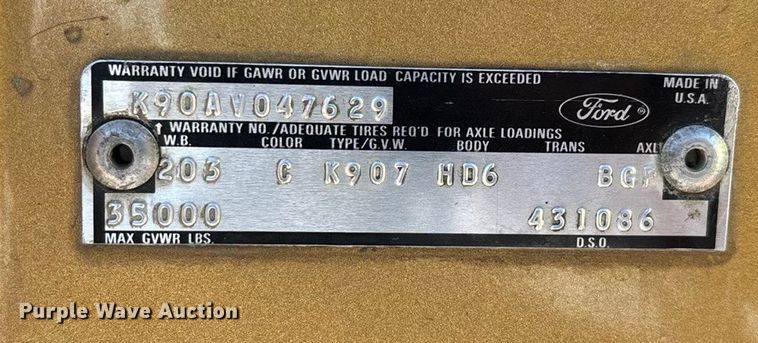 WARRANTY VOID IF GAWR OR GVWR LOAD CAPACITY IS EXCEEDED
MADE IN
U.S.A.
K90AV047629
Ford
↑ WARRANTY NO./ADEQUATE TIRES REQ'D FOR AXLE LOADINGS
W.B. COLOR TYPE/G.V.W. BODY TRANS AXLE
203 C K907 HD6 BG
35000 431086
MAX GVWR LBS. D.S.O.
Purple Wave Auction